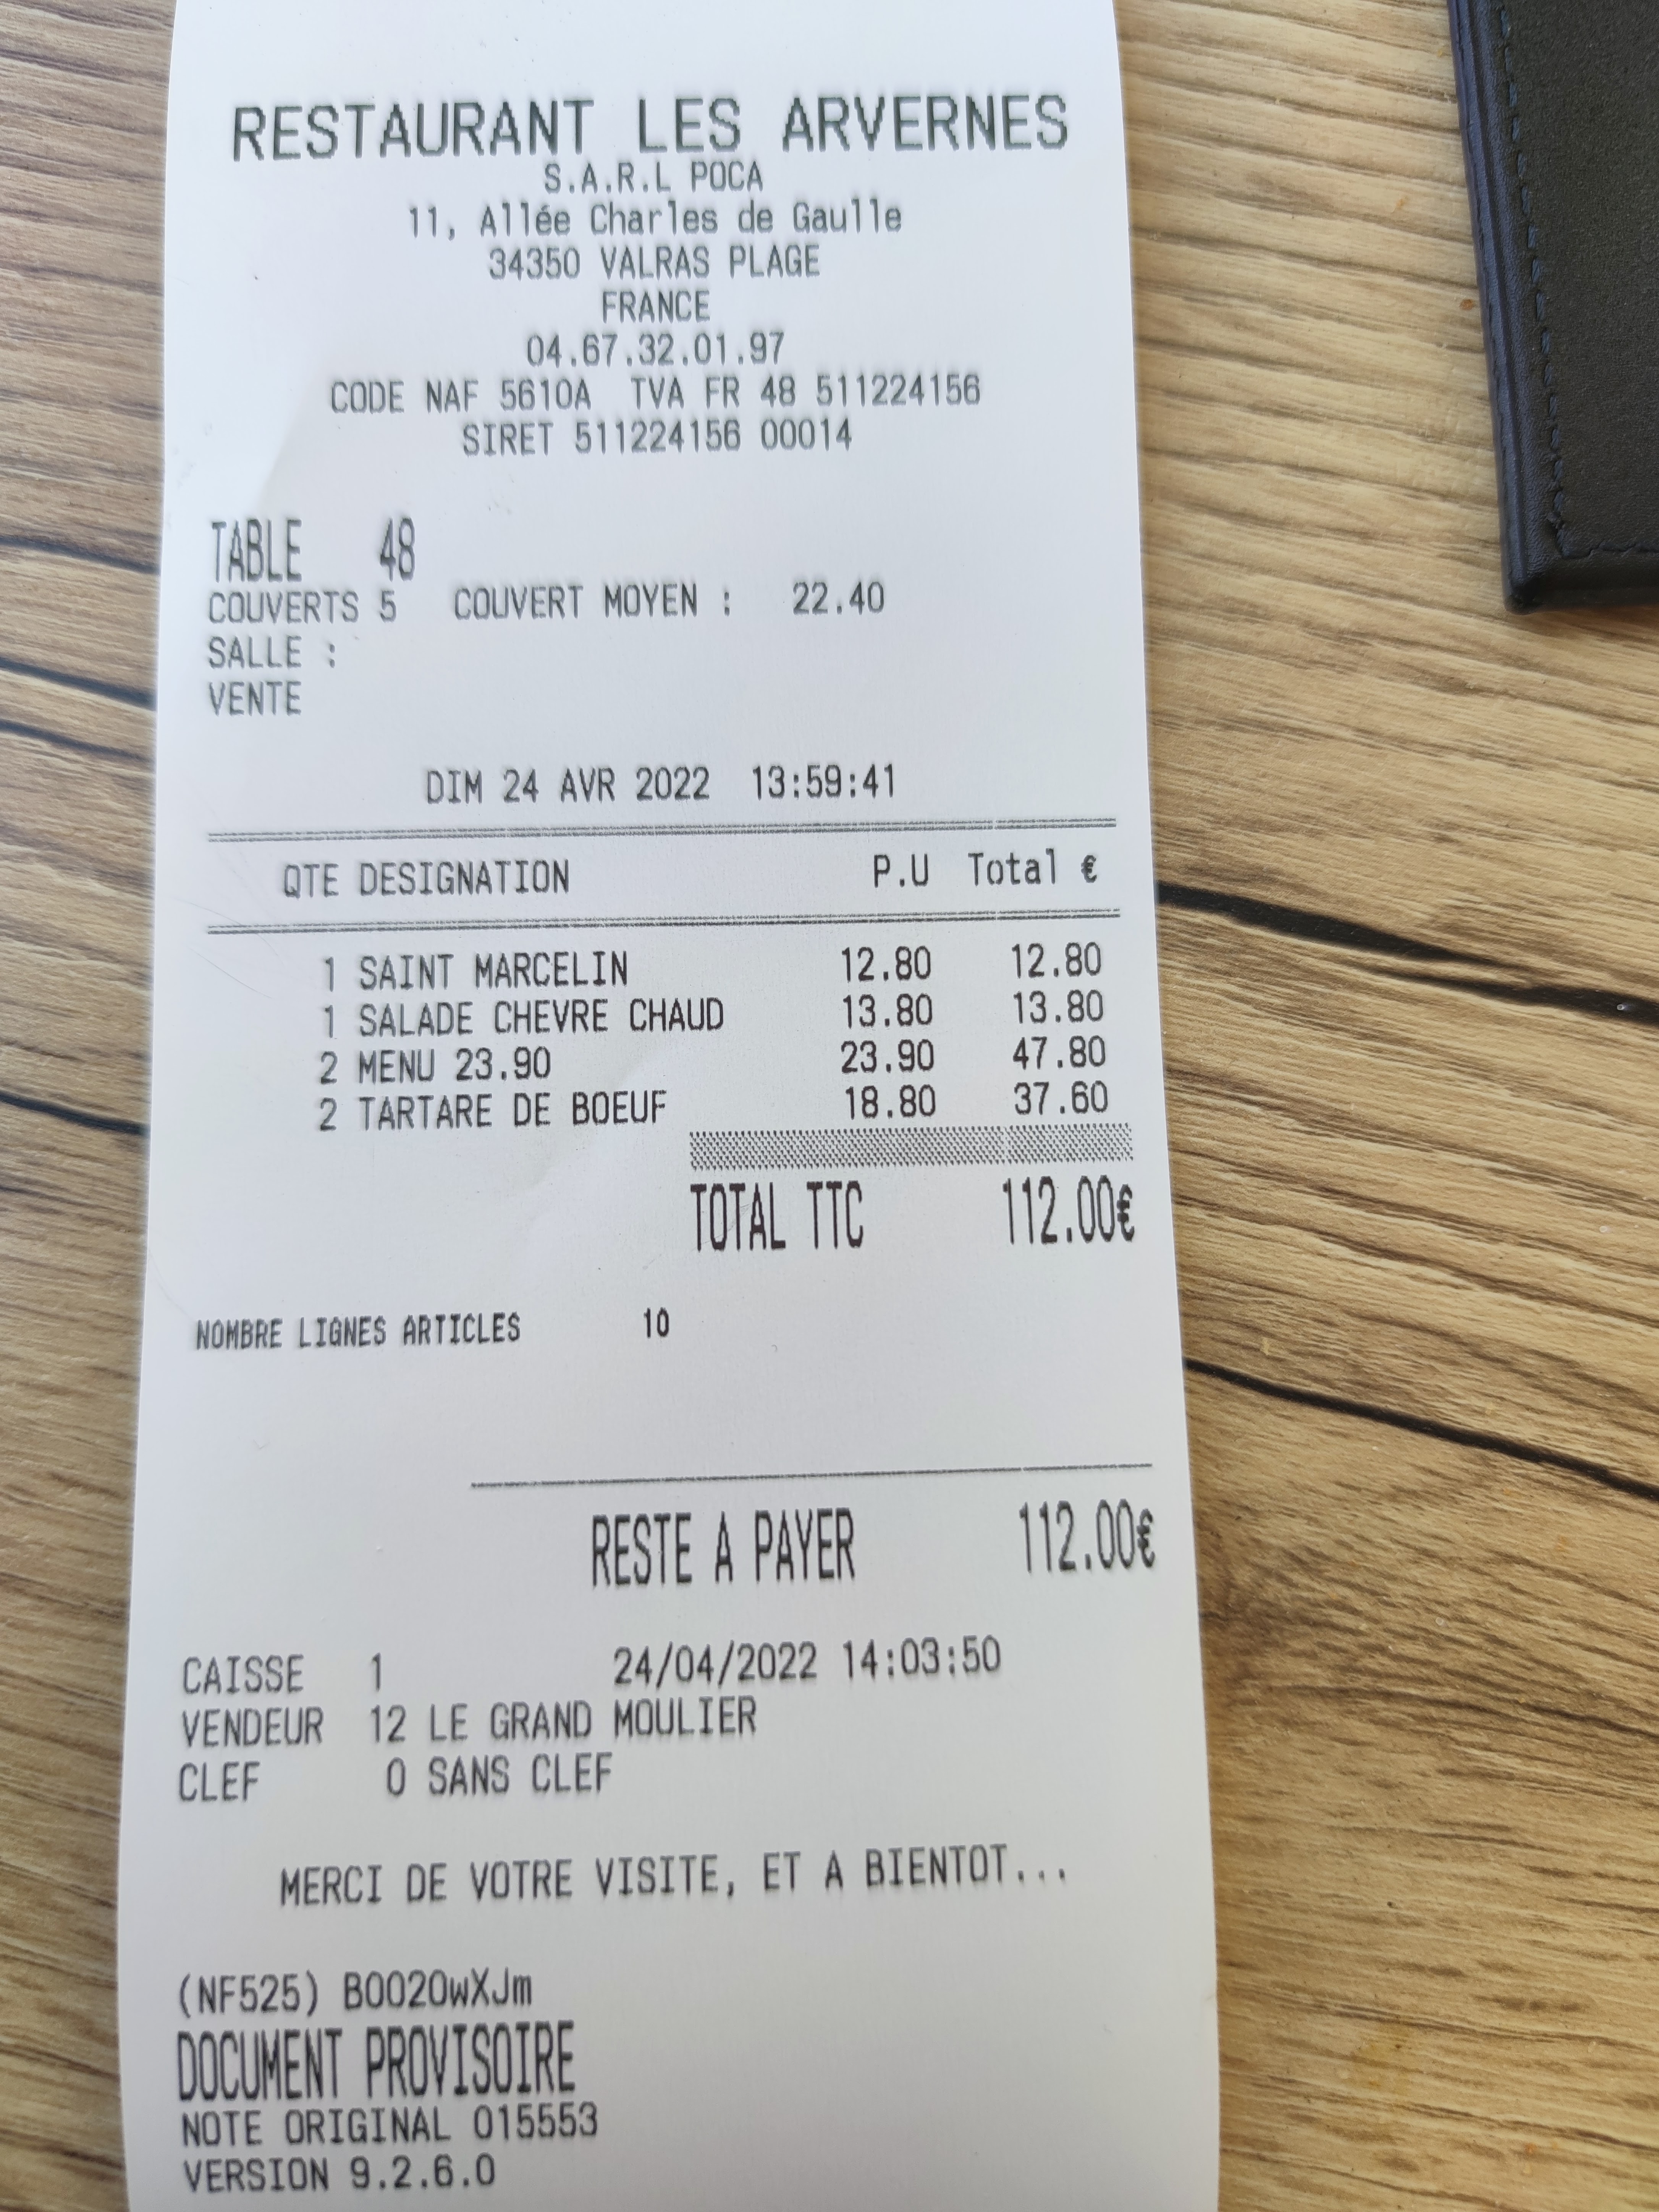 RESTAURANT LES ARVERNES
S.A.R.L POCA
11, Allée Charles de Gaulle
34350 VALRAS PLAGE
FRANCE
04.67.32.01.97
CODE NAF 5610A TVA FR 48 511224156
SIRET 511224156 00014
TABLE 48
COUVERTS 5 COUVERT MOYEN : 22.40
SALLE :
VENTE
DIM 24 AVR 2022 13:59:41
QTE DESIGNATION P.U Total €
1 SAINT MARCELIN 12.80 12.80
1 SALADE CHEVRE CHAUD 13.80 13.80
2 MENU 23.90 23.90 47.80
2 TARTARE DE BOEUF 18.80 37.60
TOTAL TTC 112.00€
NOMBRE LIGNES ARTICLES 10
RESTE A PAYER 112.00€
CAISSE 1 24/04/2022 14:03:50
VENDEUR 12 LE GRAND MOULIER
CLEF 0 SANS CLEF
MERCI DE VOTRE VISITE, ET A BIENTOT...
(NF525) B0020wXJm
DOCUMENT PROVISOIRE
NOTE ORIGINAL 015553
VERSION 9.2.6.0